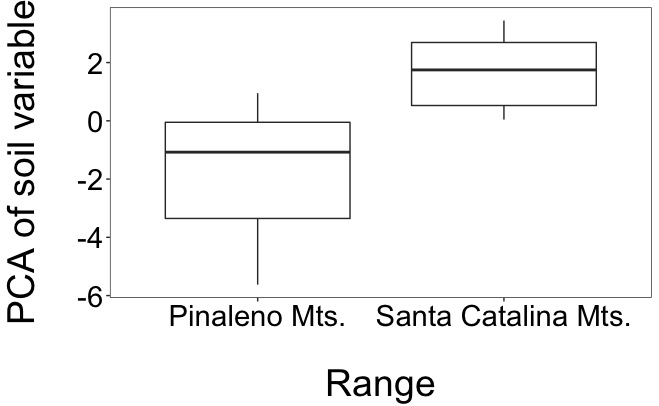 PCA of soil variable
2
0
-2
-4
-6
Pinaleno Mts. Santa Catalina Mts.
Range